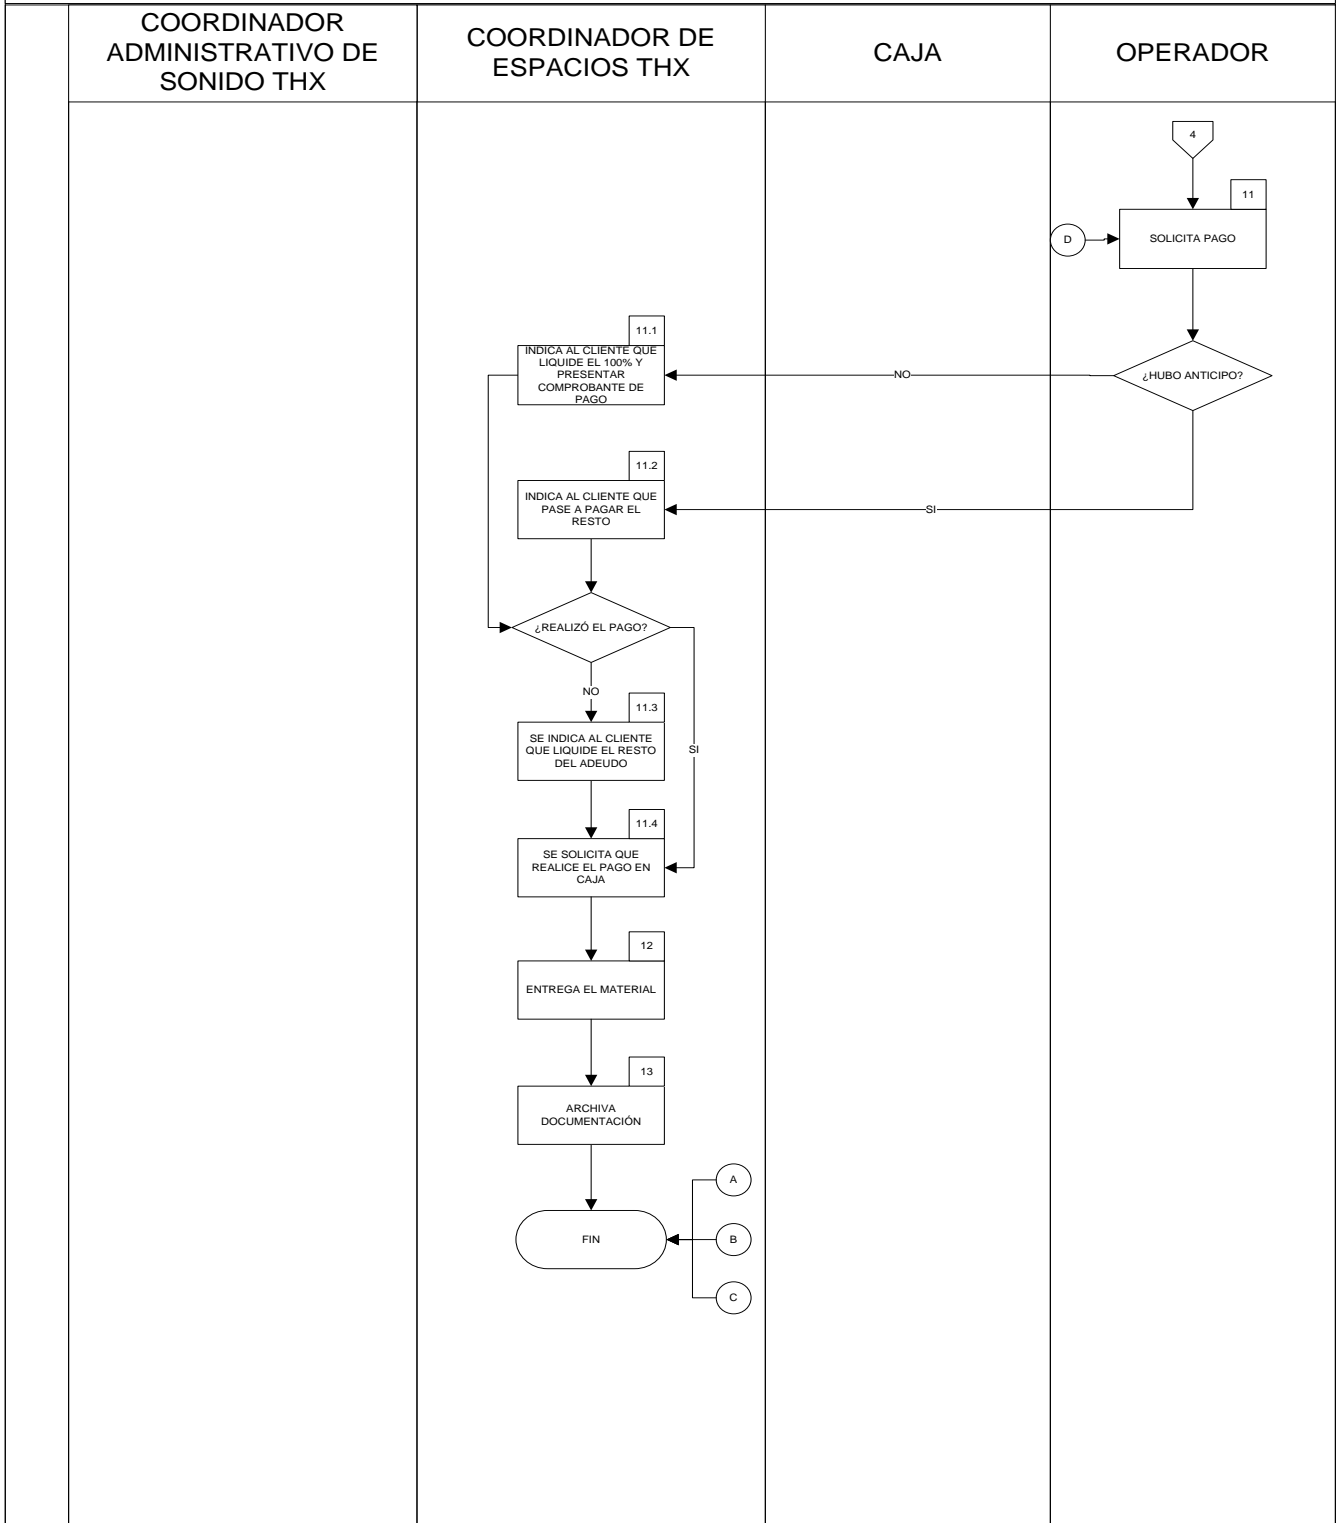 COORDINADOR
ADMINISTRATIVO DE
SONIDO THX
COORDINADOR DE
ESPACIOS THX
CAJA
OPERADOR
4
11
D
SOLICITA PAGO
11.1
INDICA AL CLIENTE QUE
LIQUIDE EL 100% Y
PRESENTAR
COMPROBANTE DE
PAGO
NO
¿HUBO ANTICIPO?
11.2
INDICA AL CLIENTE QUE
PASE A PAGAR EL
RESTO
SI
¿REALIZÓ EL PAGO?
NO
11.3
SE INDICA AL CLIENTE
QUE LIQUIDE EL RESTO
DEL ADEUDO
SI
11.4
SE SOLICITA QUE
REALICE EL PAGO EN
CAJA
12
ENTREGA EL MATERIAL
13
ARCHIVA
DOCUMENTACIÓN
A
FIN
B
C